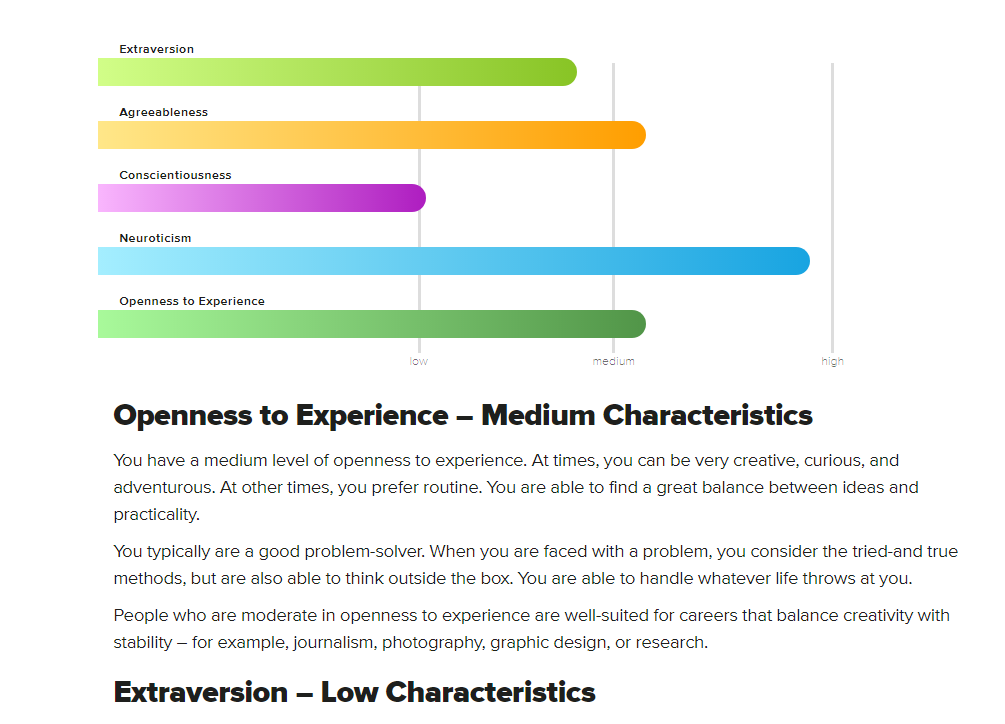 Extraversion
Agreeableness
Conscientiousness
Neuroticism
Openness to Experience
low medium high
Openness to Experience – Medium Characteristics
You have a medium level of openness to experience. At times, you can be very creative, curious, and
adventurous. At other times, you prefer routine. You are able to find a great balance between ideas and
practicality.
You typically are a good problem-solver. When you are faced with a problem, you consider the tried-and true
methods, but are also able to think outside the box. You are able to handle whatever life throws at you.
People who are moderate in openness to experience are well-suited for careers that balance creativity with
stability – for example, journalism, photography, graphic design, or research.
Extraversion – Low Characteristics